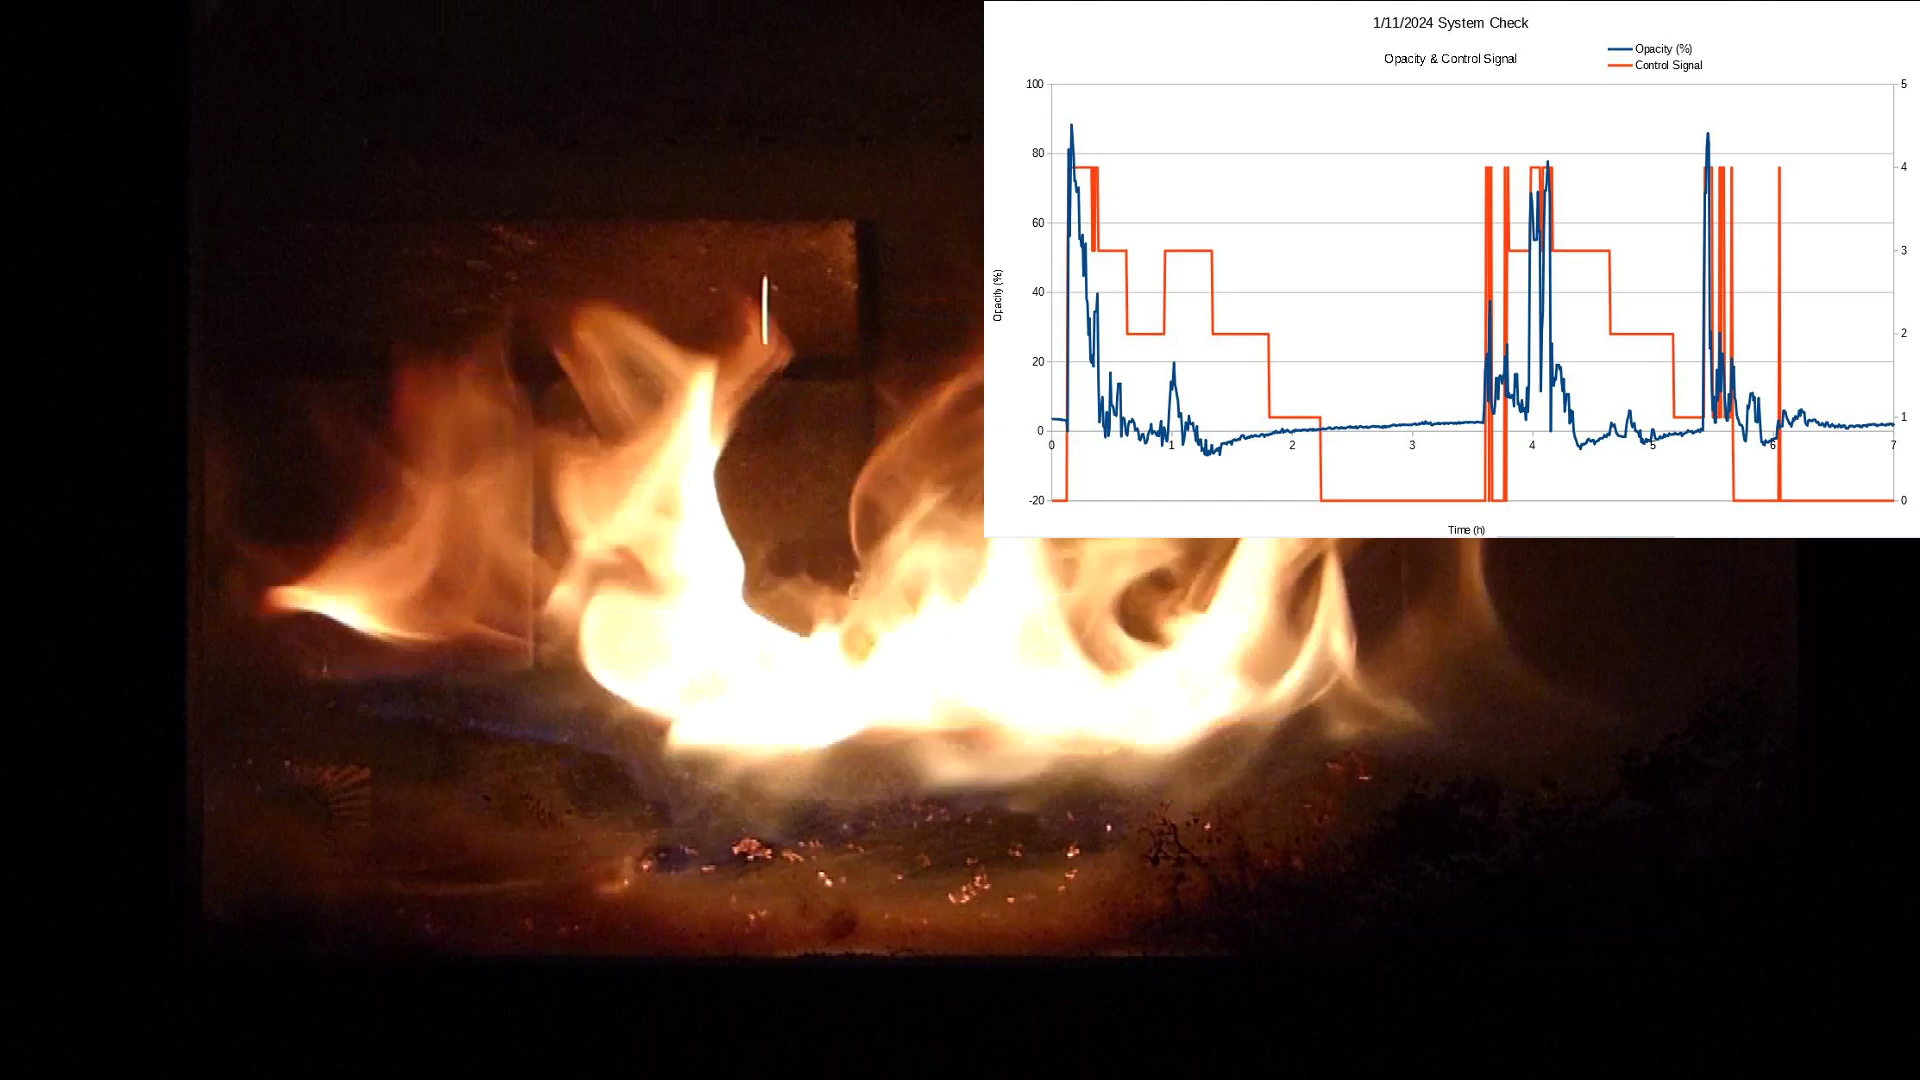 1/11/2024 System Check
Opacity & Control Signal
Opacity (%)
Control Signal
100
80
60
40
20
0
-20
5
4
3
2
1
0
Opacity (%)
0 1 2 3 4 5 6 7
Time (h)